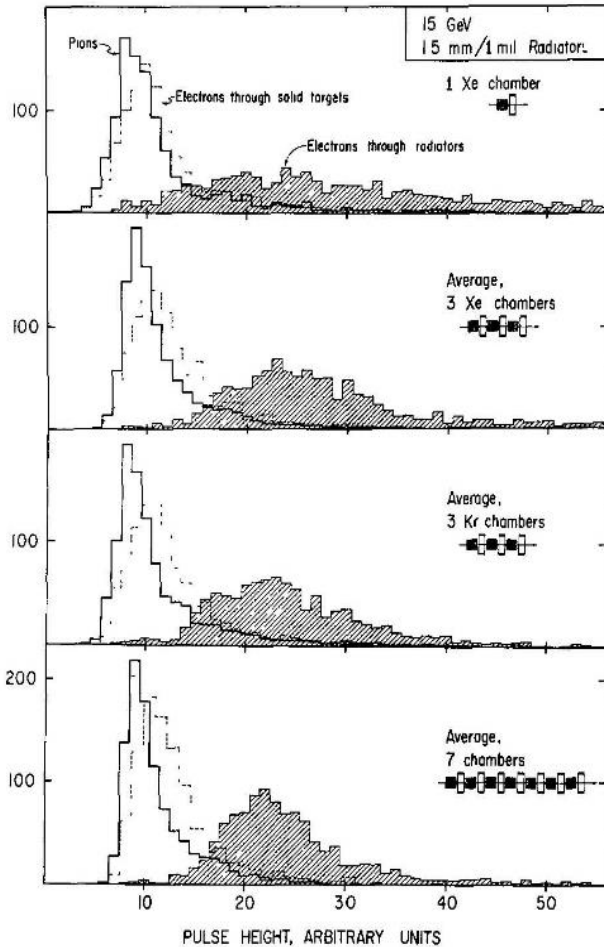 15 GeV
15 mm/1 mil Radiators
Pions
1 Xe chamber
Electrons through solid targets
100
Electrons through radiators
Average,
3 Xe chambers
100
Average,
3 Kr chambers
100
200
Average,
7 chambers
100
10 20 30 40 50
PULSE HEIGHT, ARBITRARY UNITS